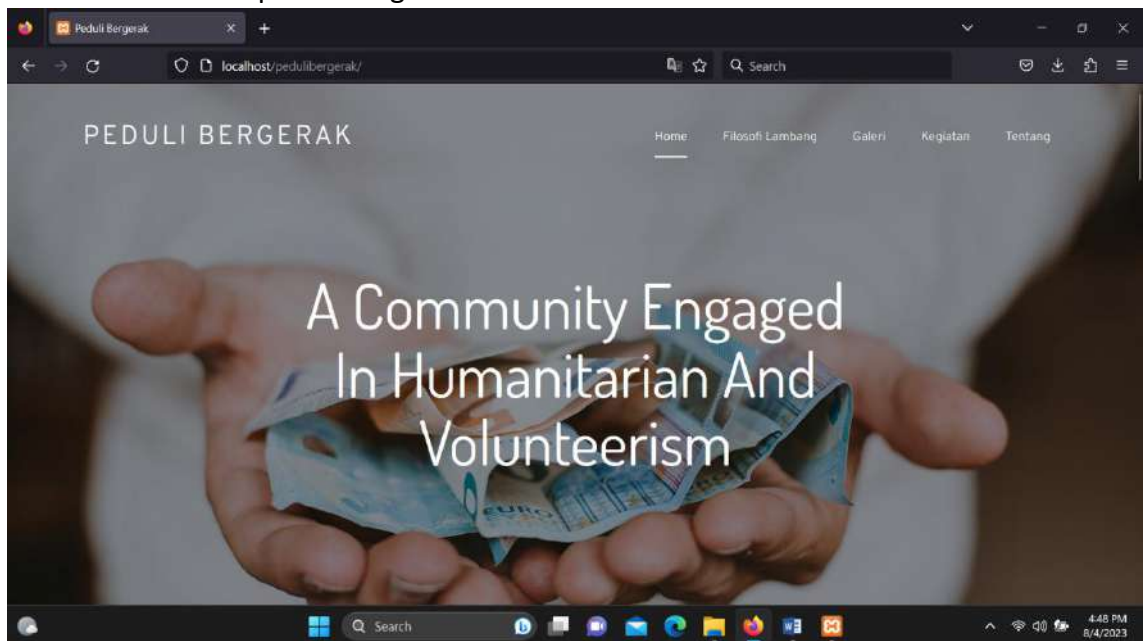 Peduli Bergerak
localhost/pedulibergerak/
Search
PEDULI BERGERAK
Home Filosofi Lambang Galeri Kegiatan Tentang
A Community Engaged
In Humanitarian And
Volunteerism
EURO
Search
4:48 PM
8/4/2023